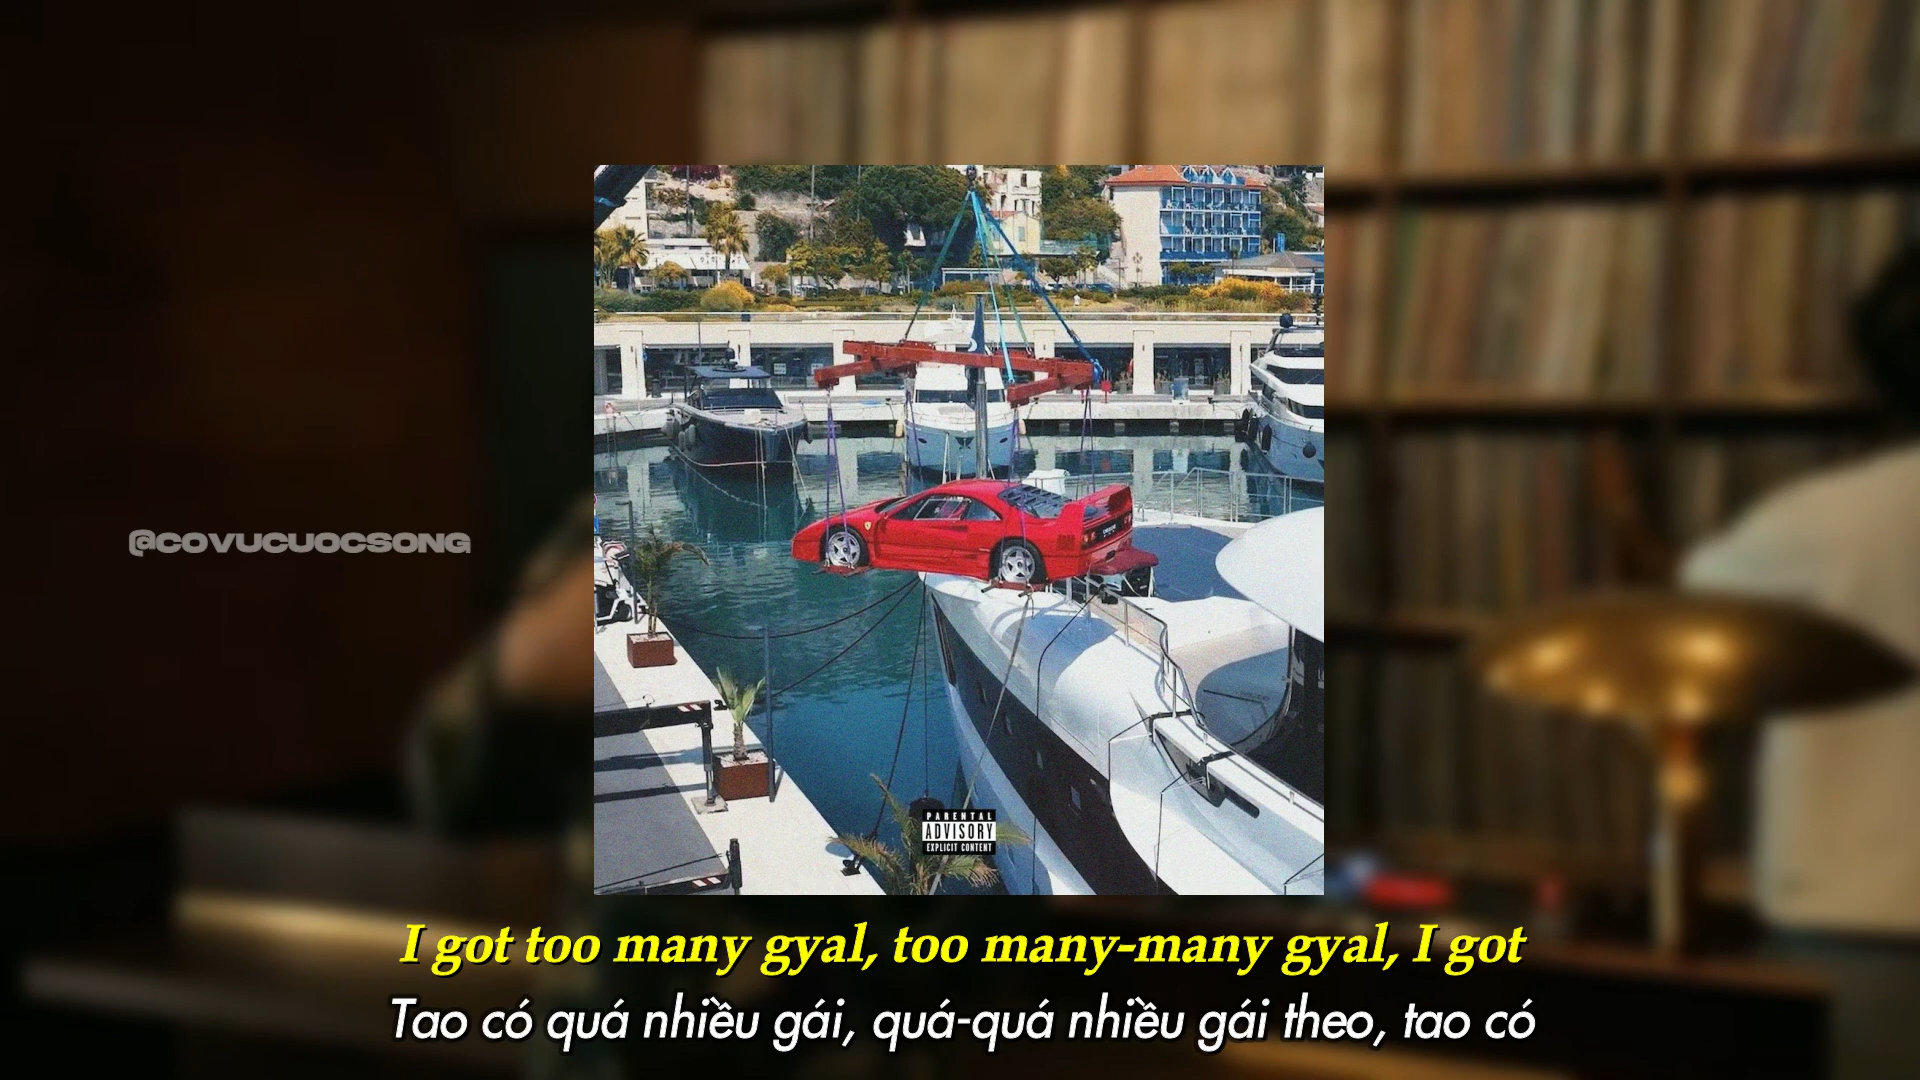 @COVUCUOCSONG
PARENTAL
ADVISORY
EXPLICIT CONTENT
I got too many gyal, too many-many gyal, I got
Tao có quá nhiều gái, quá-quá nhiều gái theo, tao có